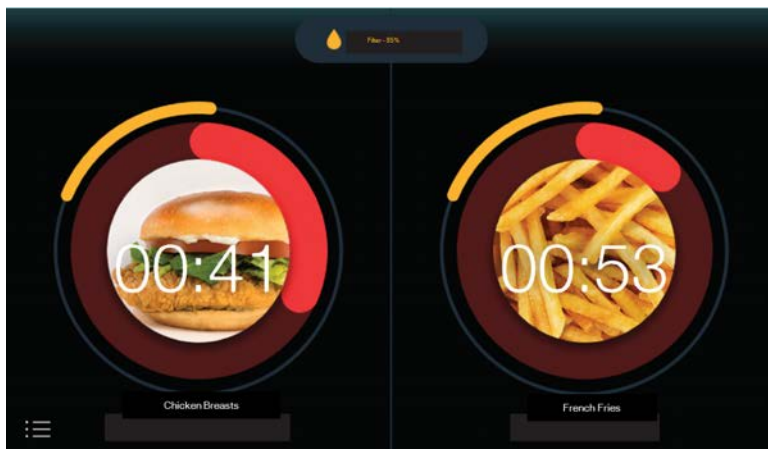 Filter - 35%
00:41
00:53
Chicken Breasts
French Fries